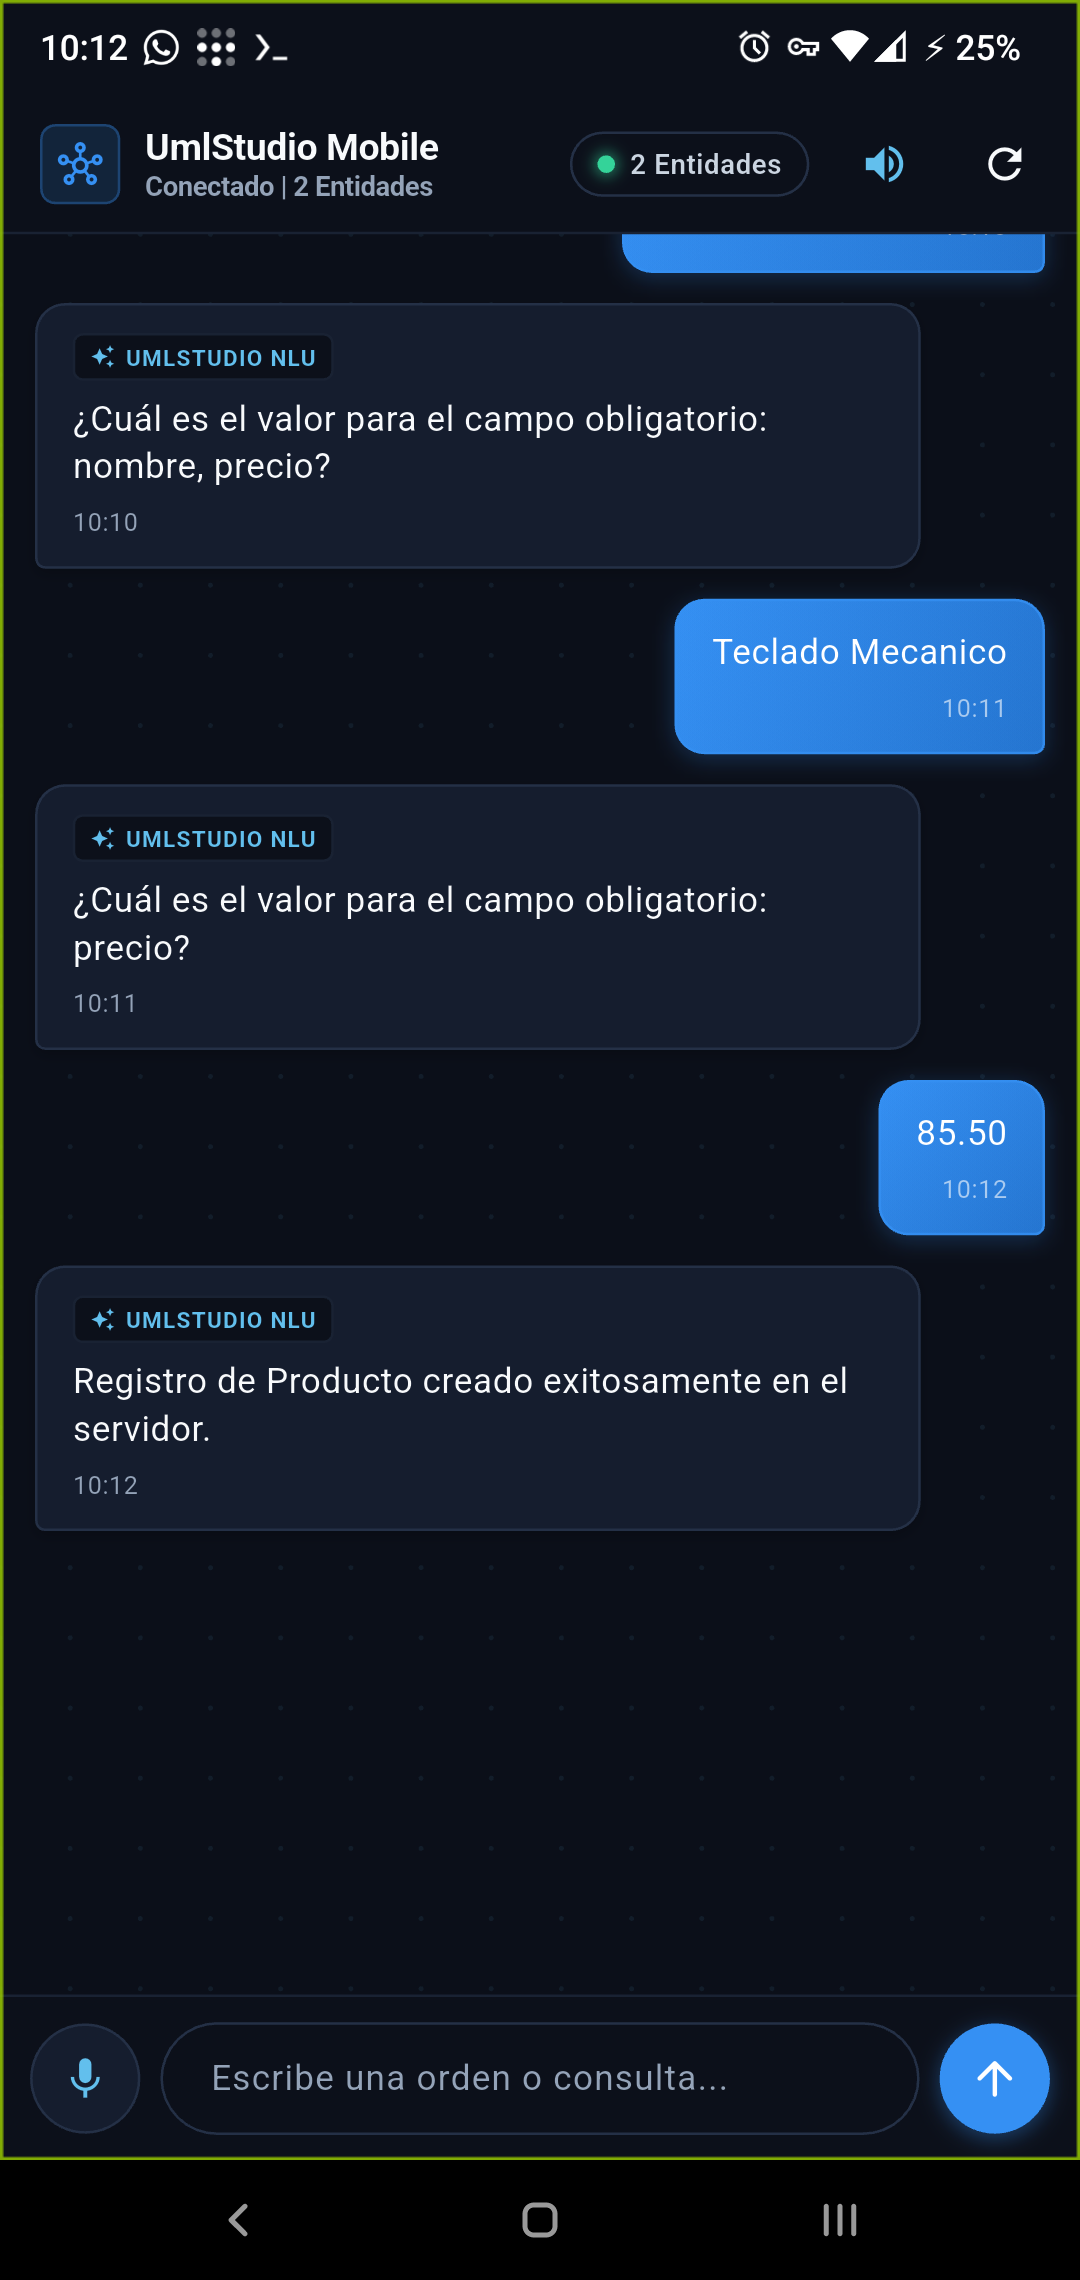 10:12
25%
UmlStudio Mobile
Conectado | 2 Entidades
2 Entidades
UMLSTUDIO NLU
¿Cuál es el valor para el campo obligatorio:
nombre, precio?
10:10
Teclado Mecanico
10:11
UMLSTUDIO NLU
¿Cuál es el valor para el campo obligatorio:
precio?
10:11
85.50
10:12
UMLSTUDIO NLU
Registro de Producto creado exitosamente en el
servidor.
10:12
Escribe una orden o consulta...